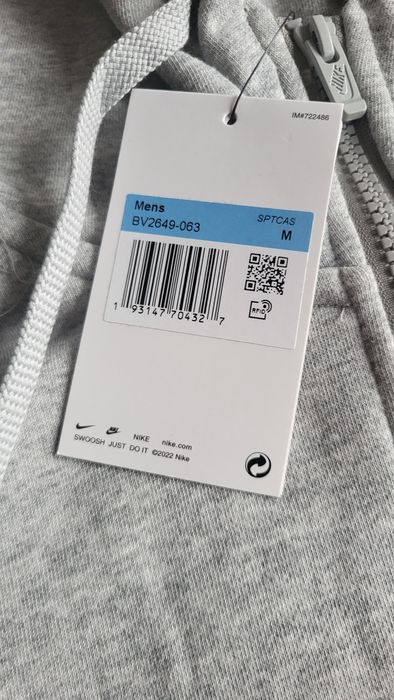 IM#722486
Mens
BV2649-063
SPTCAS
M
1 93147 70432 7
RFID
NIKE nike.com
SWOOSH JUST DO IT ©2022 Nike
NIKE